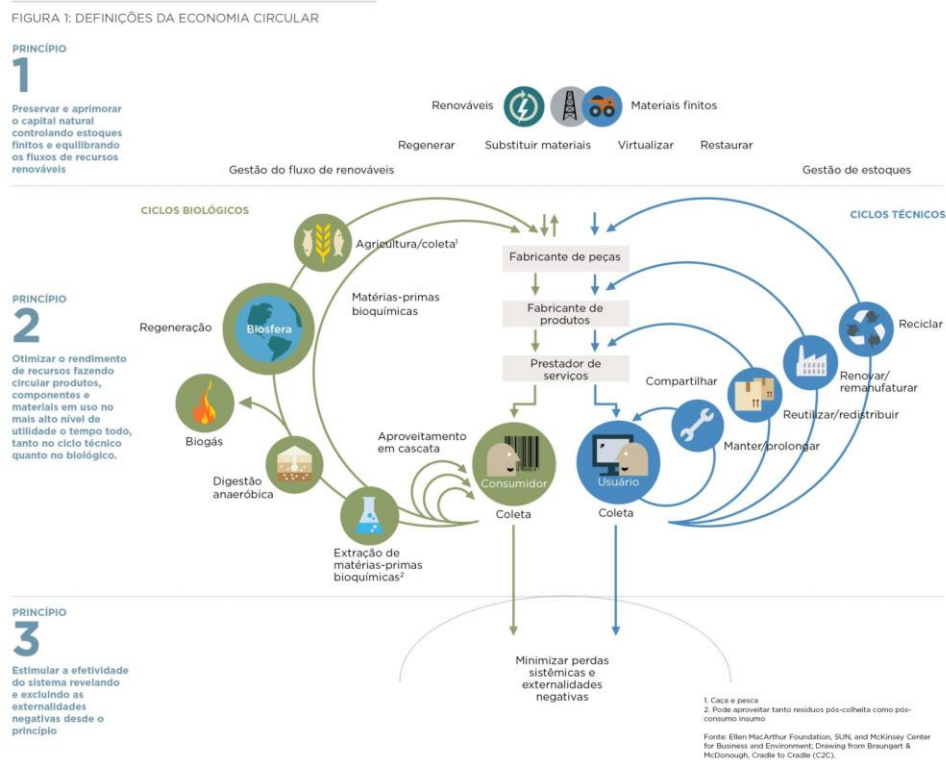 FIGURA 1: DEFINIÇÕES DA ECONOMIA CIRCULAR
PRINCÍPIO
1
Preservar e aprimorar
o capital natural
controlando estoques
finitos e equilibrando
os fluxos de recursos
renováveis
Renováveis
Materiais finitos
Regenerar
Substituir materiais
Virtualizar
Restaurar
Gestão do fluxo de renováveis
Gestão de estoques
PRINCÍPIO
2
Otimizar o rendimento
de recursos fazendo
circular produtos,
componentes e
materiais em uso no
mais alto nível de
utilidade o tempo todo,
tanto no ciclo técnico
quanto no biológico.
CICLOS BIOLÓGICOS
CICLOS TÉCNICOS
Agricultura/coleta¹
Matérias-primas
bioquímicas
Regeneração
Biosfera
Biogás
Digestão
anaeróbica
Extração de
matérias-primas
bioquímicas²
Aproveitamento
em cascata
Fabricante de peças
Fabricante de
produtos
Prestador de
serviços
Consumidor
Coleta
Usuário
Coleta
Compartilhar
Manter/prolongar
Reutilizar/redistribuir
Renovar/
remanufaturar
Reciclar
PRINCÍPIO
3
Estimular a efetividade
do sistema revelando
e excluindo as
externalidades
negativas desde o
princípio
Minimizar perdas
sistêmicas e
externalidades
negativas
1. Caça e pesca
2. Pode aproveitar tanto resíduos pós-colheita como pós-
consumo insumo
Fonte: Ellen MacArthur Foundation, SUN, and McKinsey Center
for Business and Environment; Drawing from Braungart &
McDonough, Cradle to Cradle (C2C).